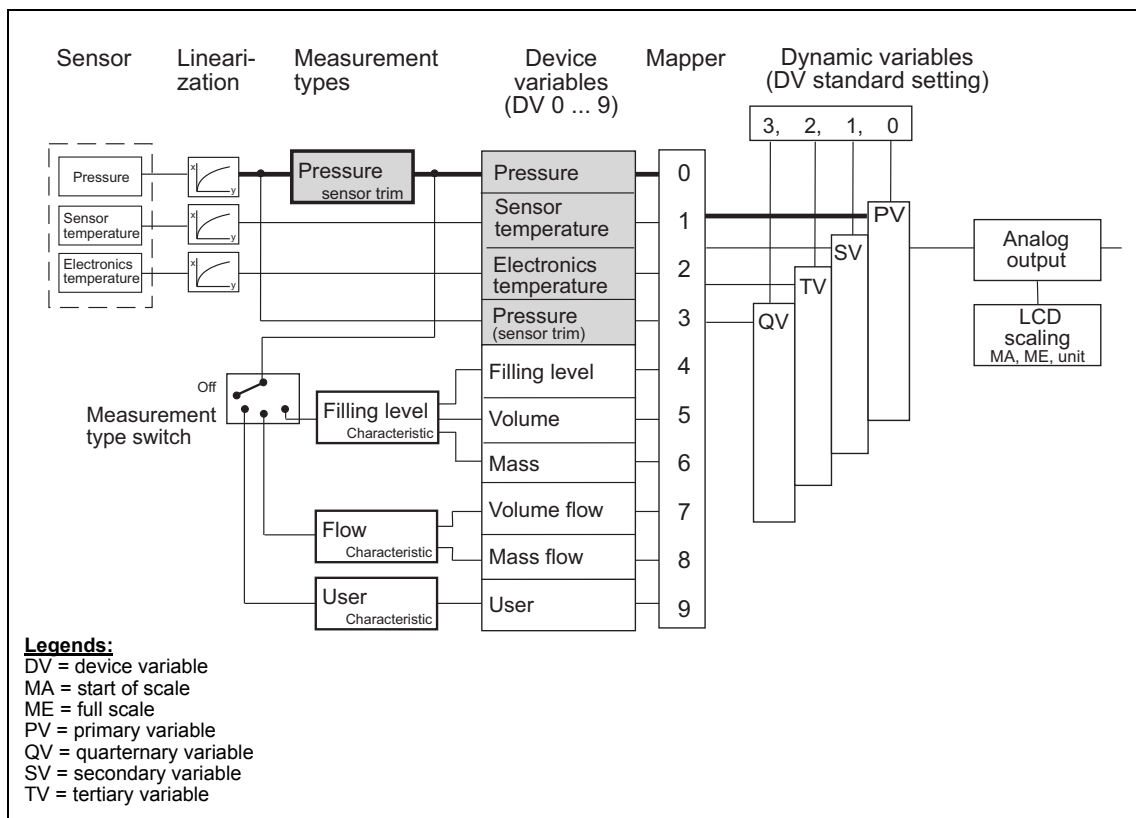 Sensor
Lineari-
zation
Measurement
types
Device
variables
(DV 0 ... 9)
Mapper
Dynamic variables
(DV standard setting)
3, 2, 1, 0
Pressure
x
y
Pressure
sensor trim
Pressure
0
Sensor
temperature
x
y
Sensor
temperature
1
Electronics
temperature
x
y
Electronics
temperature
2
Pressure
(sensor trim)
3
PV
SV
TV
QV
Analog
output
LCD
scaling
MA, ME, unit
Off
Measurement
type switch
Filling level
Characteristic
Filling level
4
Volume
5
Mass
6
Flow
Characteristic
Volume flow
7
Mass flow
8
User
Characteristic
User
9
Legends:
DV = device variable
MA = start of scale
ME = full scale
PV = primary variable
QV = quarternary variable
SV = secondary variable
TV = tertiary variable